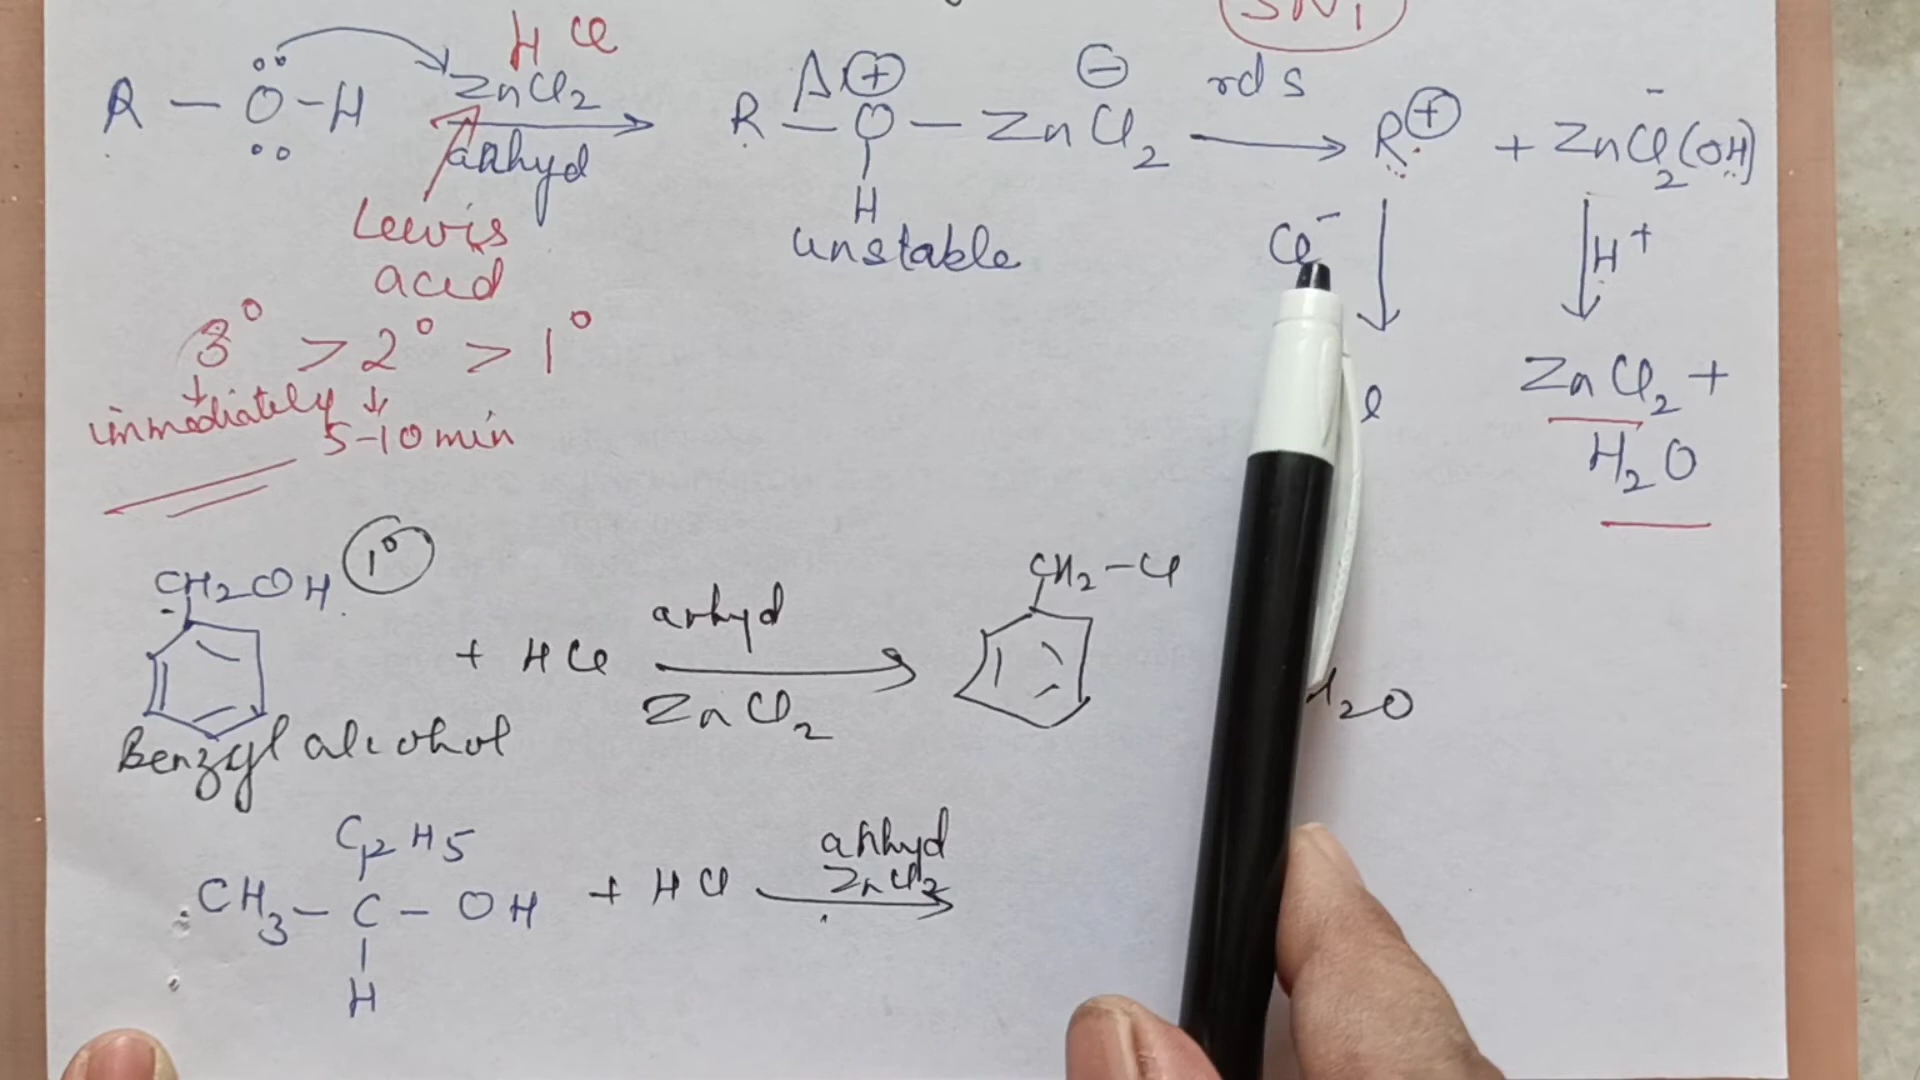 SN1
HCl
R - O - H ZnCl2 anhyd → R - O⊕ - ZnCl2⊖ rds → R⊕ + ZnCl2(OH)-
H
unstable
Lewis
acid
Cl- ↓ ↓ H+
3° > 2° > 1°
immediately 5-10 min
l
ZnCl2 +
H2O
CH2OH 1°
+ HCl anhyd ZnCl2 → CH2-Cl
H2O
Benzyl alcohol
C2H5
CH3 - C - OH + HCl anhyd ZnCl2 →
H